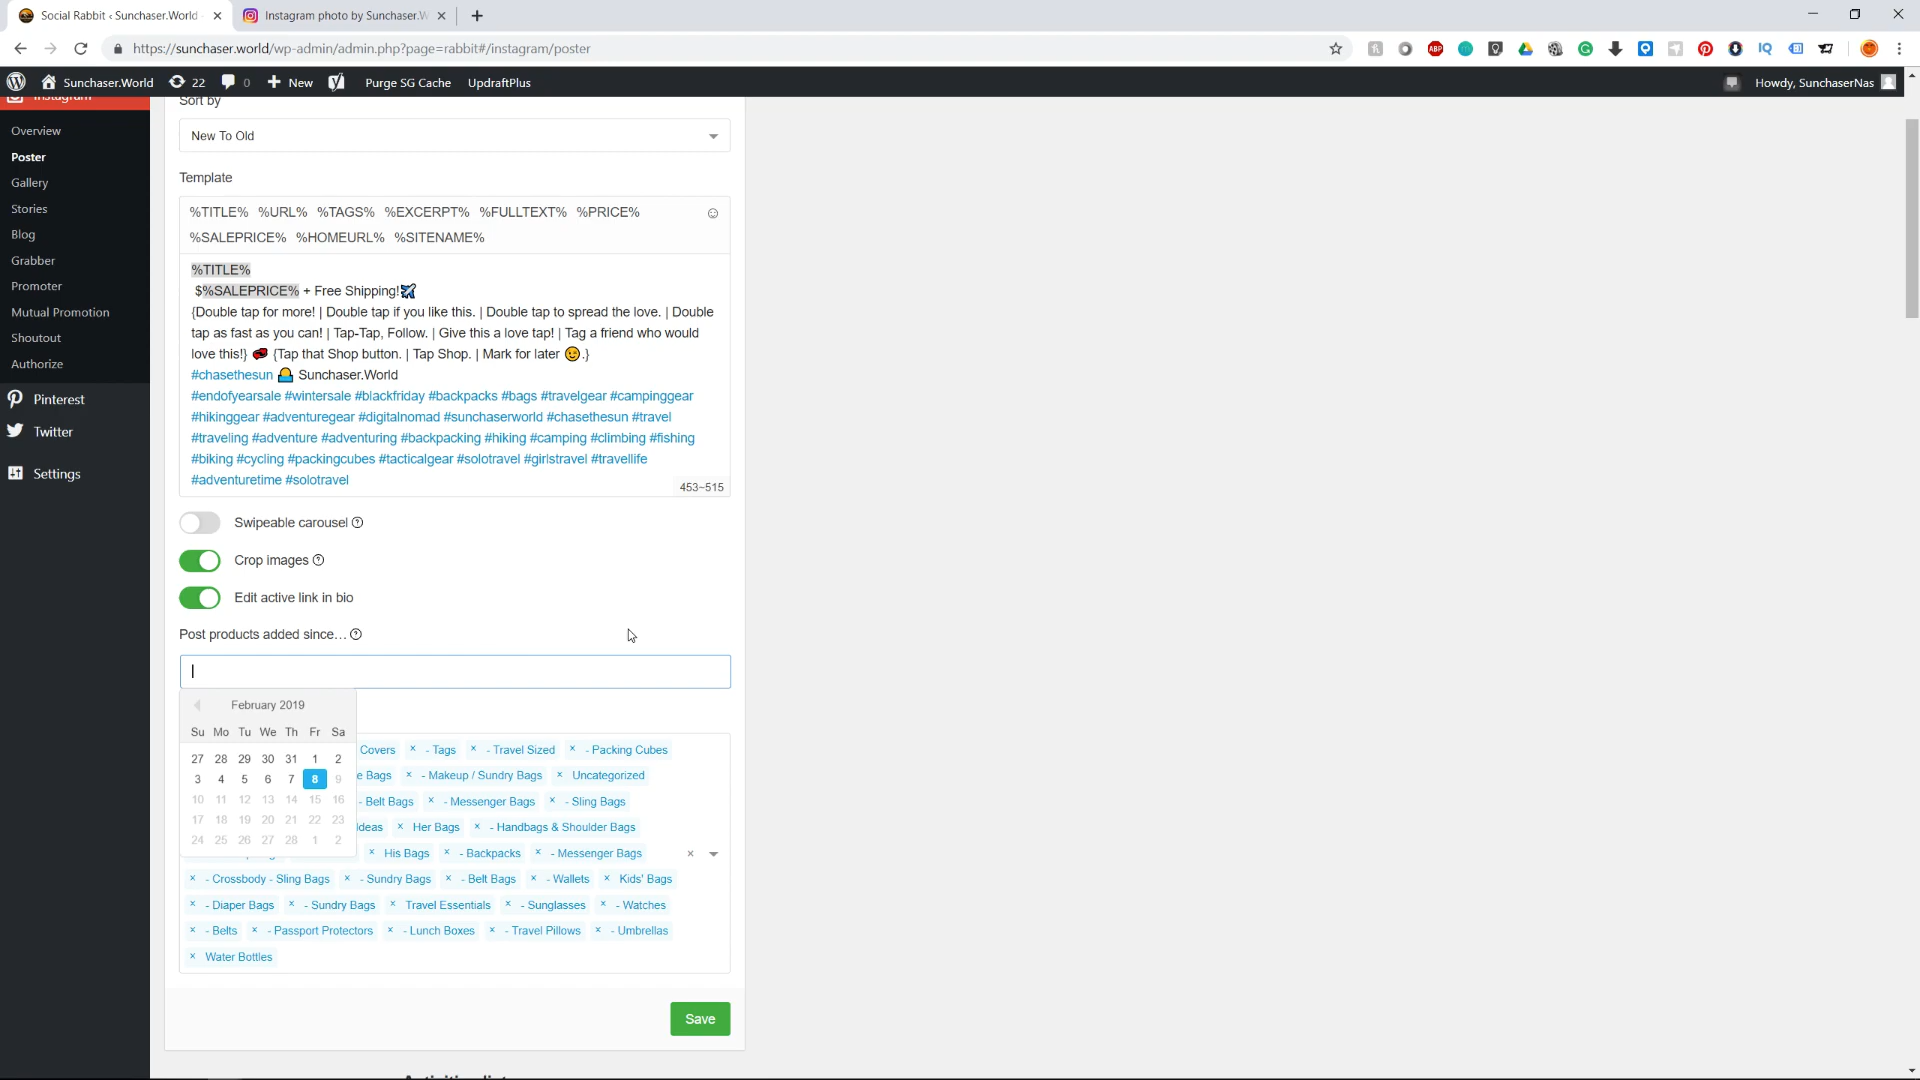 Social Rabbit ‹ Sunchaser.World
Instagram photo by Sunchaser.W
https://sunchaser.world/wp-admin/admin.php?page=rabbit#/instagram/poster
Sunchaser.World 22 0 New Purge SG Cache UpdraftPlus Howdy, SunchaserNas
Instagram
Overview
Poster
Gallery
Stories
Blog
Grabber
Promoter
Mutual Promotion
Shoutout
Authorize
Pinterest
Twitter
Settings
Sort by
New To Old
Template
%TITLE% %URL% %TAGS% %EXCERPT% %FULLTEXT% %PRICE%
%SALEPRICE% %HOMEURL% %SITENAME%
%TITLE%
$%SALEPRICE% + Free Shipping!✈
{Double tap for more! | Double tap if you like this. | Double tap to spread the love. | Double
tap as fast as you can! | Tap-Tap, Follow. | Give this a love tap! | Tag a friend who would
love this!} {Tap that Shop button. | Tap Shop. | Mark for later 😉.}
#chasethesun Sunchaser.World
#endofyearsale #wintersale #blackfriday #backpacks #bags #travelgear #campinggear
#hikinggear #adventuregear #digitalnomad #sunchaserworld #chasethesun #travel
#traveling #adventure #adventuring #backpacking #hiking #camping #climbing #fishing
#biking #cycling #packingcubes #tacticalgear #solotravel #girlstravel #travellife
#adventuretime #solotravel
453~515
Swipeable carousel
Crop images
Edit active link in bio
Post products added since...
February 2019
Su Mo Tu We Th Fr Sa
27 28 29 30 31 1 2
3 4 5 6 7 8 9
10 11 12 13 14 15 16
17 18 19 20 21 22 23
24 25 26 27 28 1 2
Covers × - Tags × - Travel Sized × - Packing Cubes
e Bags × - Makeup / Sundry Bags × Uncategorized
- Belt Bags × - Messenger Bags × - Sling Bags
deas × Her Bags × - Handbags & Shoulder Bags
× His Bags × - Backpacks × - Messenger Bags ×
× - Crossbody - Sling Bags × - Sundry Bags × - Belt Bags × - Wallets × Kids' Bags
× - Diaper Bags × - Sundry Bags × Travel Essentials × - Sunglasses × - Watches
× - Belts × - Passport Protectors × - Lunch Boxes × - Travel Pillows × - Umbrellas
× Water Bottles
Save